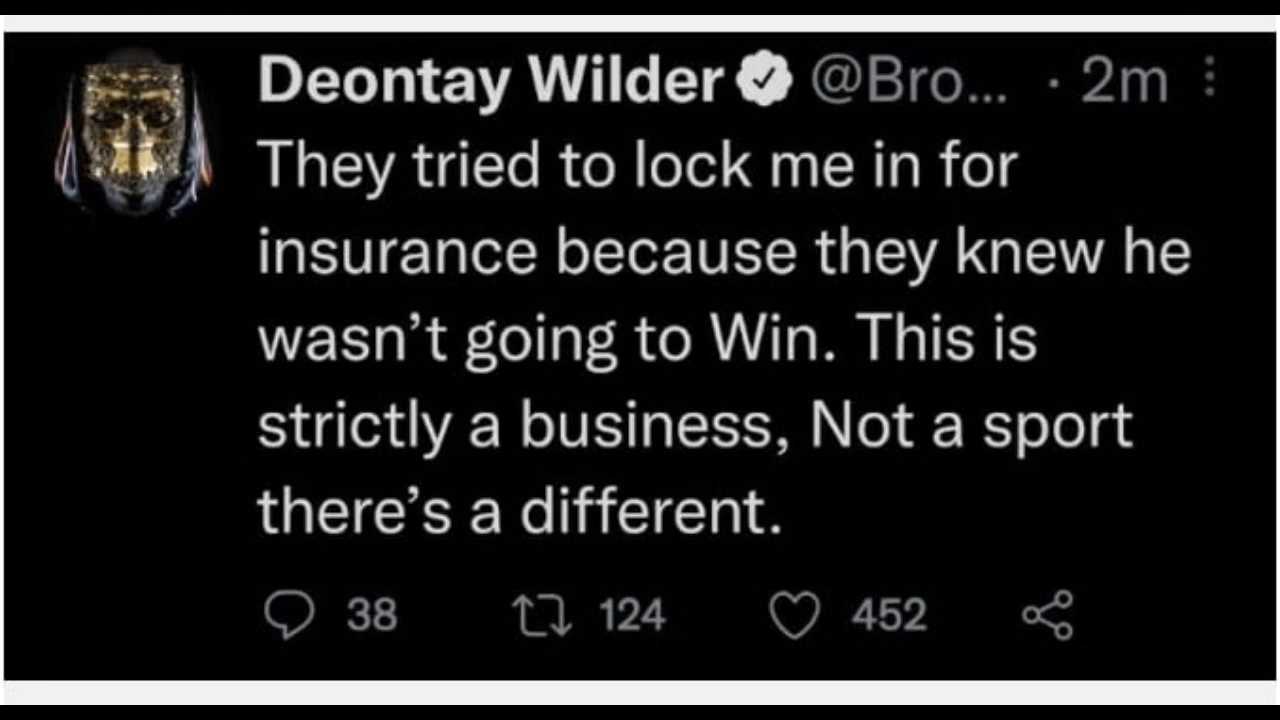 Deontay Wilder @Bro... · 2m
They tried to lock me in for
insurance because they knew he
wasn’t going to Win. This is
strictly a business, Not a sport
there’s a different.
38 124 452